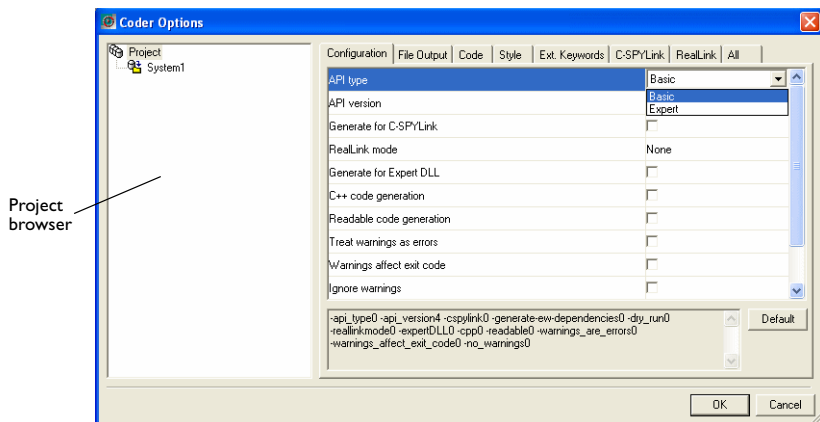 Coder Options
Project
System1
Project
browser
Configuration File Output Code Style Ext. Keywords C-SPYLink RealLink All
API type Basic
Basic
API version
Expert
Generate for C-SPYLink
RealLink mode None
Generate for Expert DLL
C++ code generation
Readable code generation
Treat warnings as errors
Warnings affect exit code
Ignore warnings
-api_type0 -api_version4 -cspylink0 -generate-ew-dependencies0 -dry_run0
-reallinkmode0 -expertDLL0 -cpp0 -readable0 -warnings_are_errors0
-warnings_affect_exit_code0 -no_warnings0
Default
OK Cancel